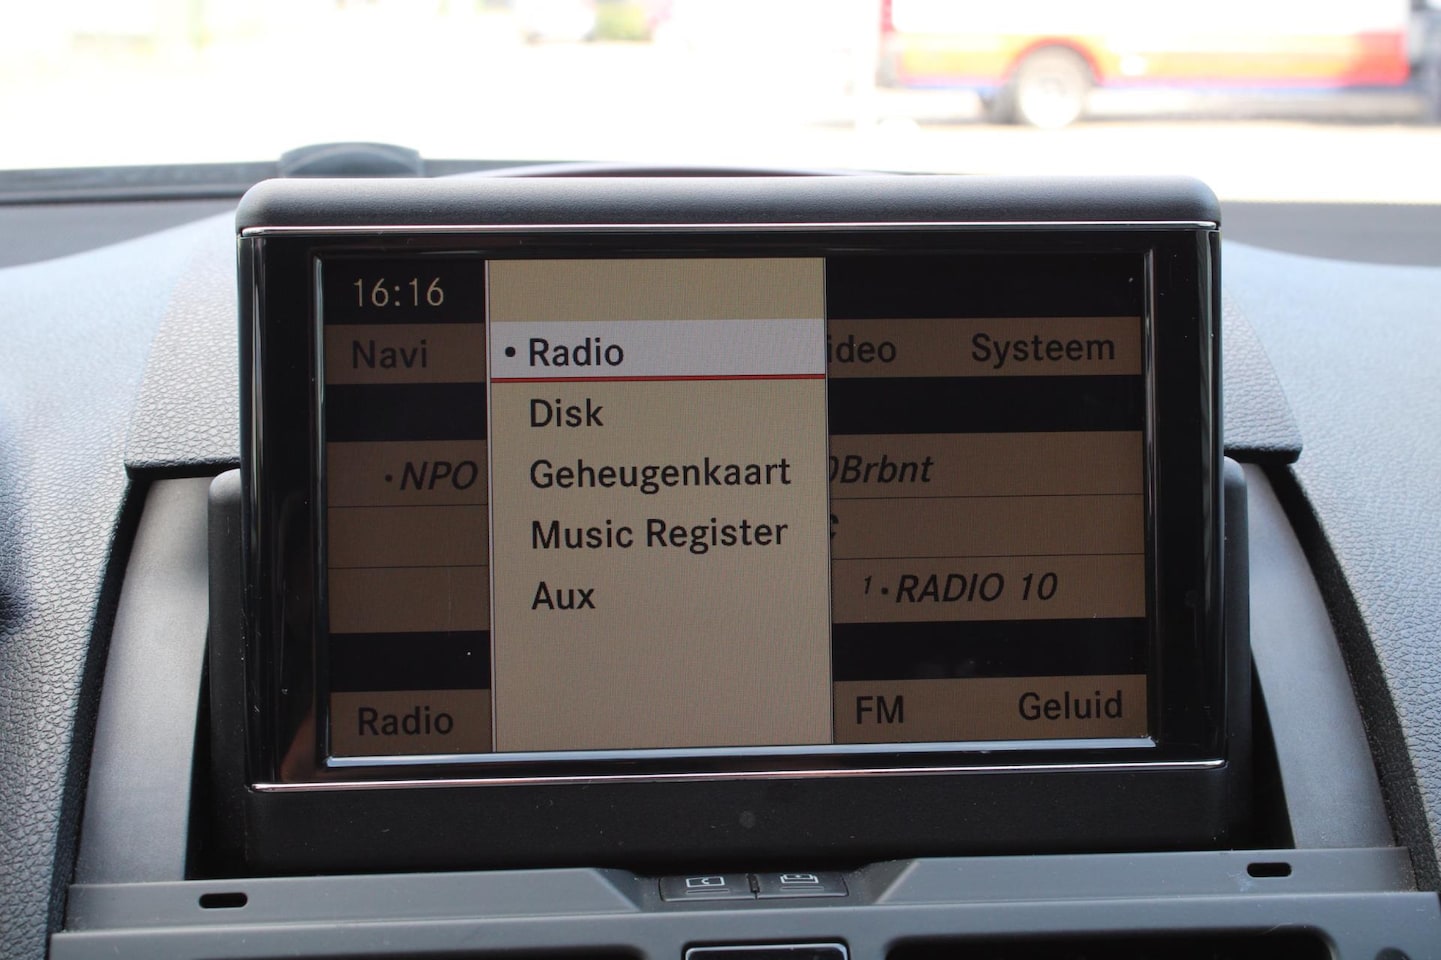 16:16
Navi
• Radio
ideo
Systeem
Disk
•NPO
Geheugenkaart
Brbnt
Music Register
Aux
1 •RADIO 10
Radio
FM
Geluid